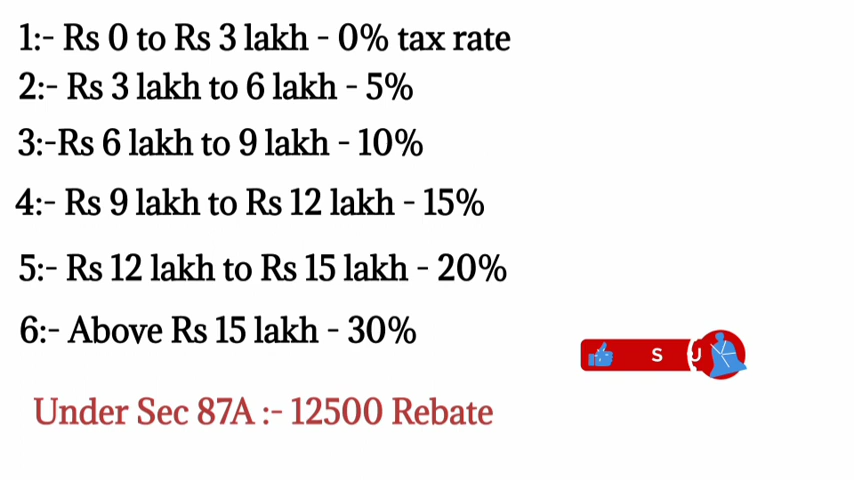 1:- Rs 0 to Rs 3 lakh - 0% tax rate
2:- Rs 3 lakh to 6 lakh - 5%
3:-Rs 6 lakh to 9 lakh - 10%
4:- Rs 9 lakh to Rs 12 lakh - 15%
5:- Rs 12 lakh to Rs 15 lakh - 20%
6:- Above Rs 15 lakh - 30%
S U
Under Sec 87A :- 12500 Rebate